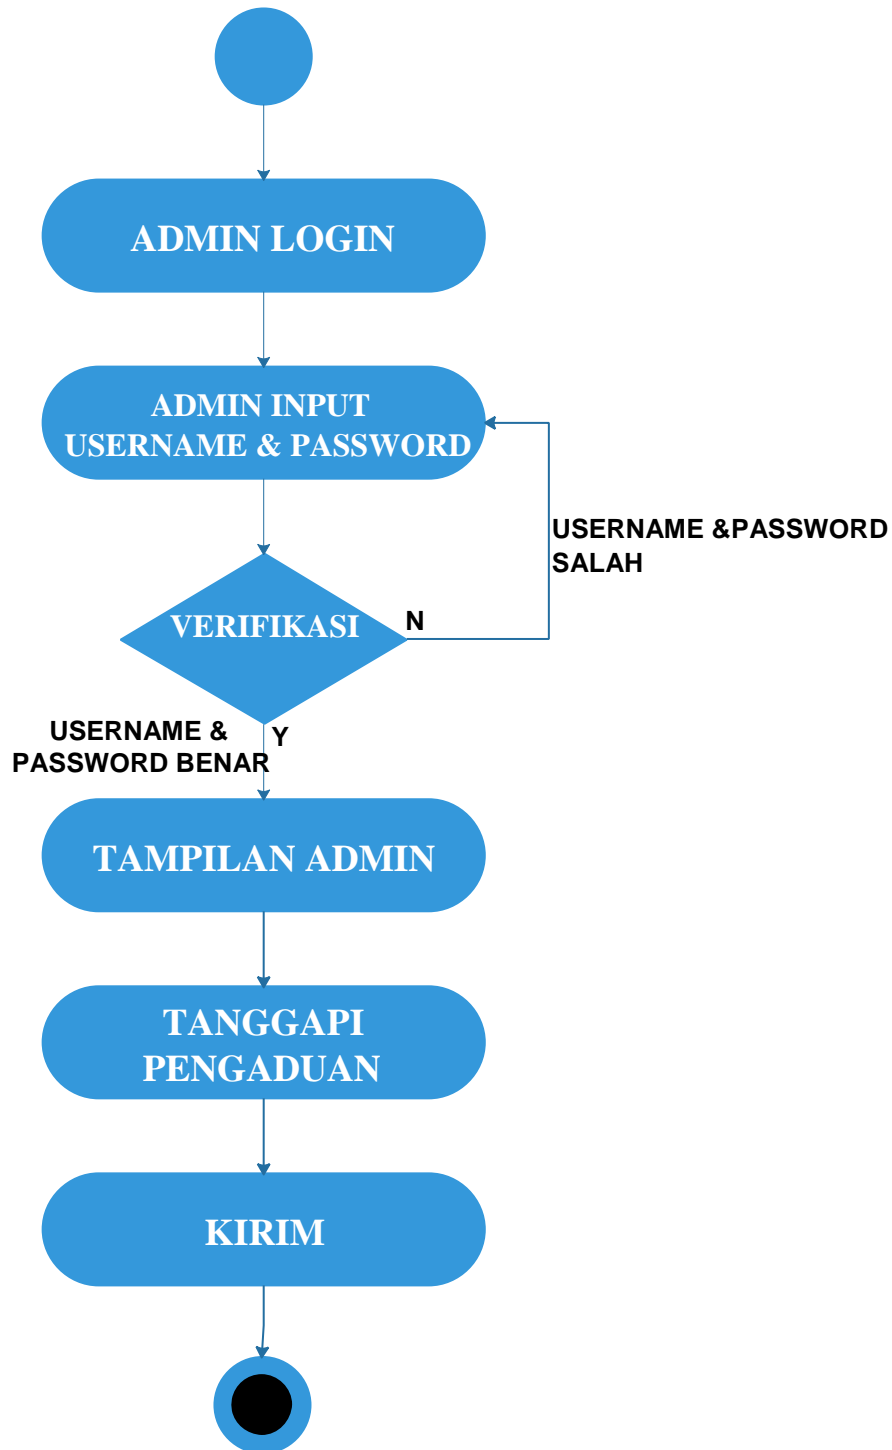 ADMIN LOGIN
ADMIN INPUT
USERNAME & PASSWORD
USERNAME &PASSWORD
SALAH
N
VERIFIKASI
USERNAME &
PASSWORD BENAR
Y
TAMPILAN ADMIN
TANGGAPI
PENGADUAN
KIRIM